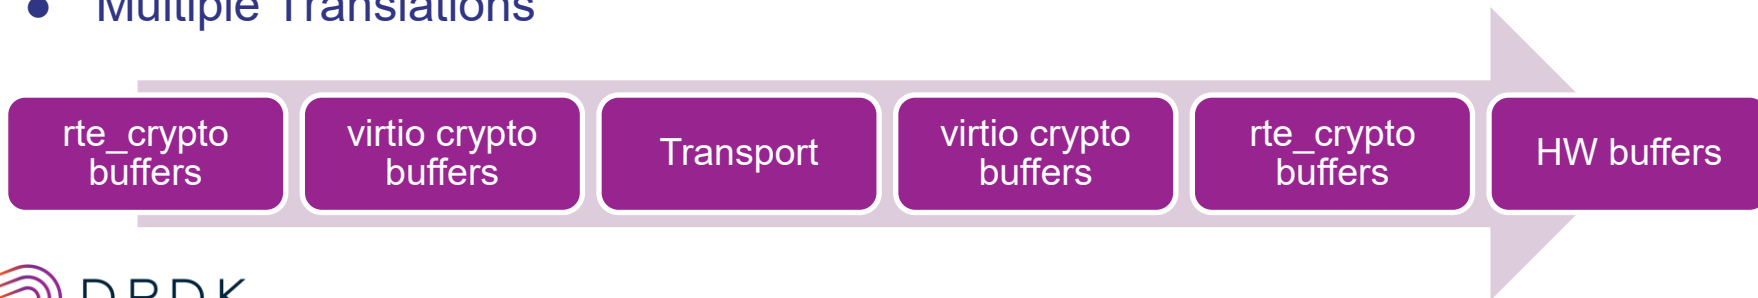 ● Multiple Translations
rte_crypto
buffers
virtio crypto
buffers
Transport
virtio crypto
buffers
rte_crypto
buffers
HW buffers
DPDK